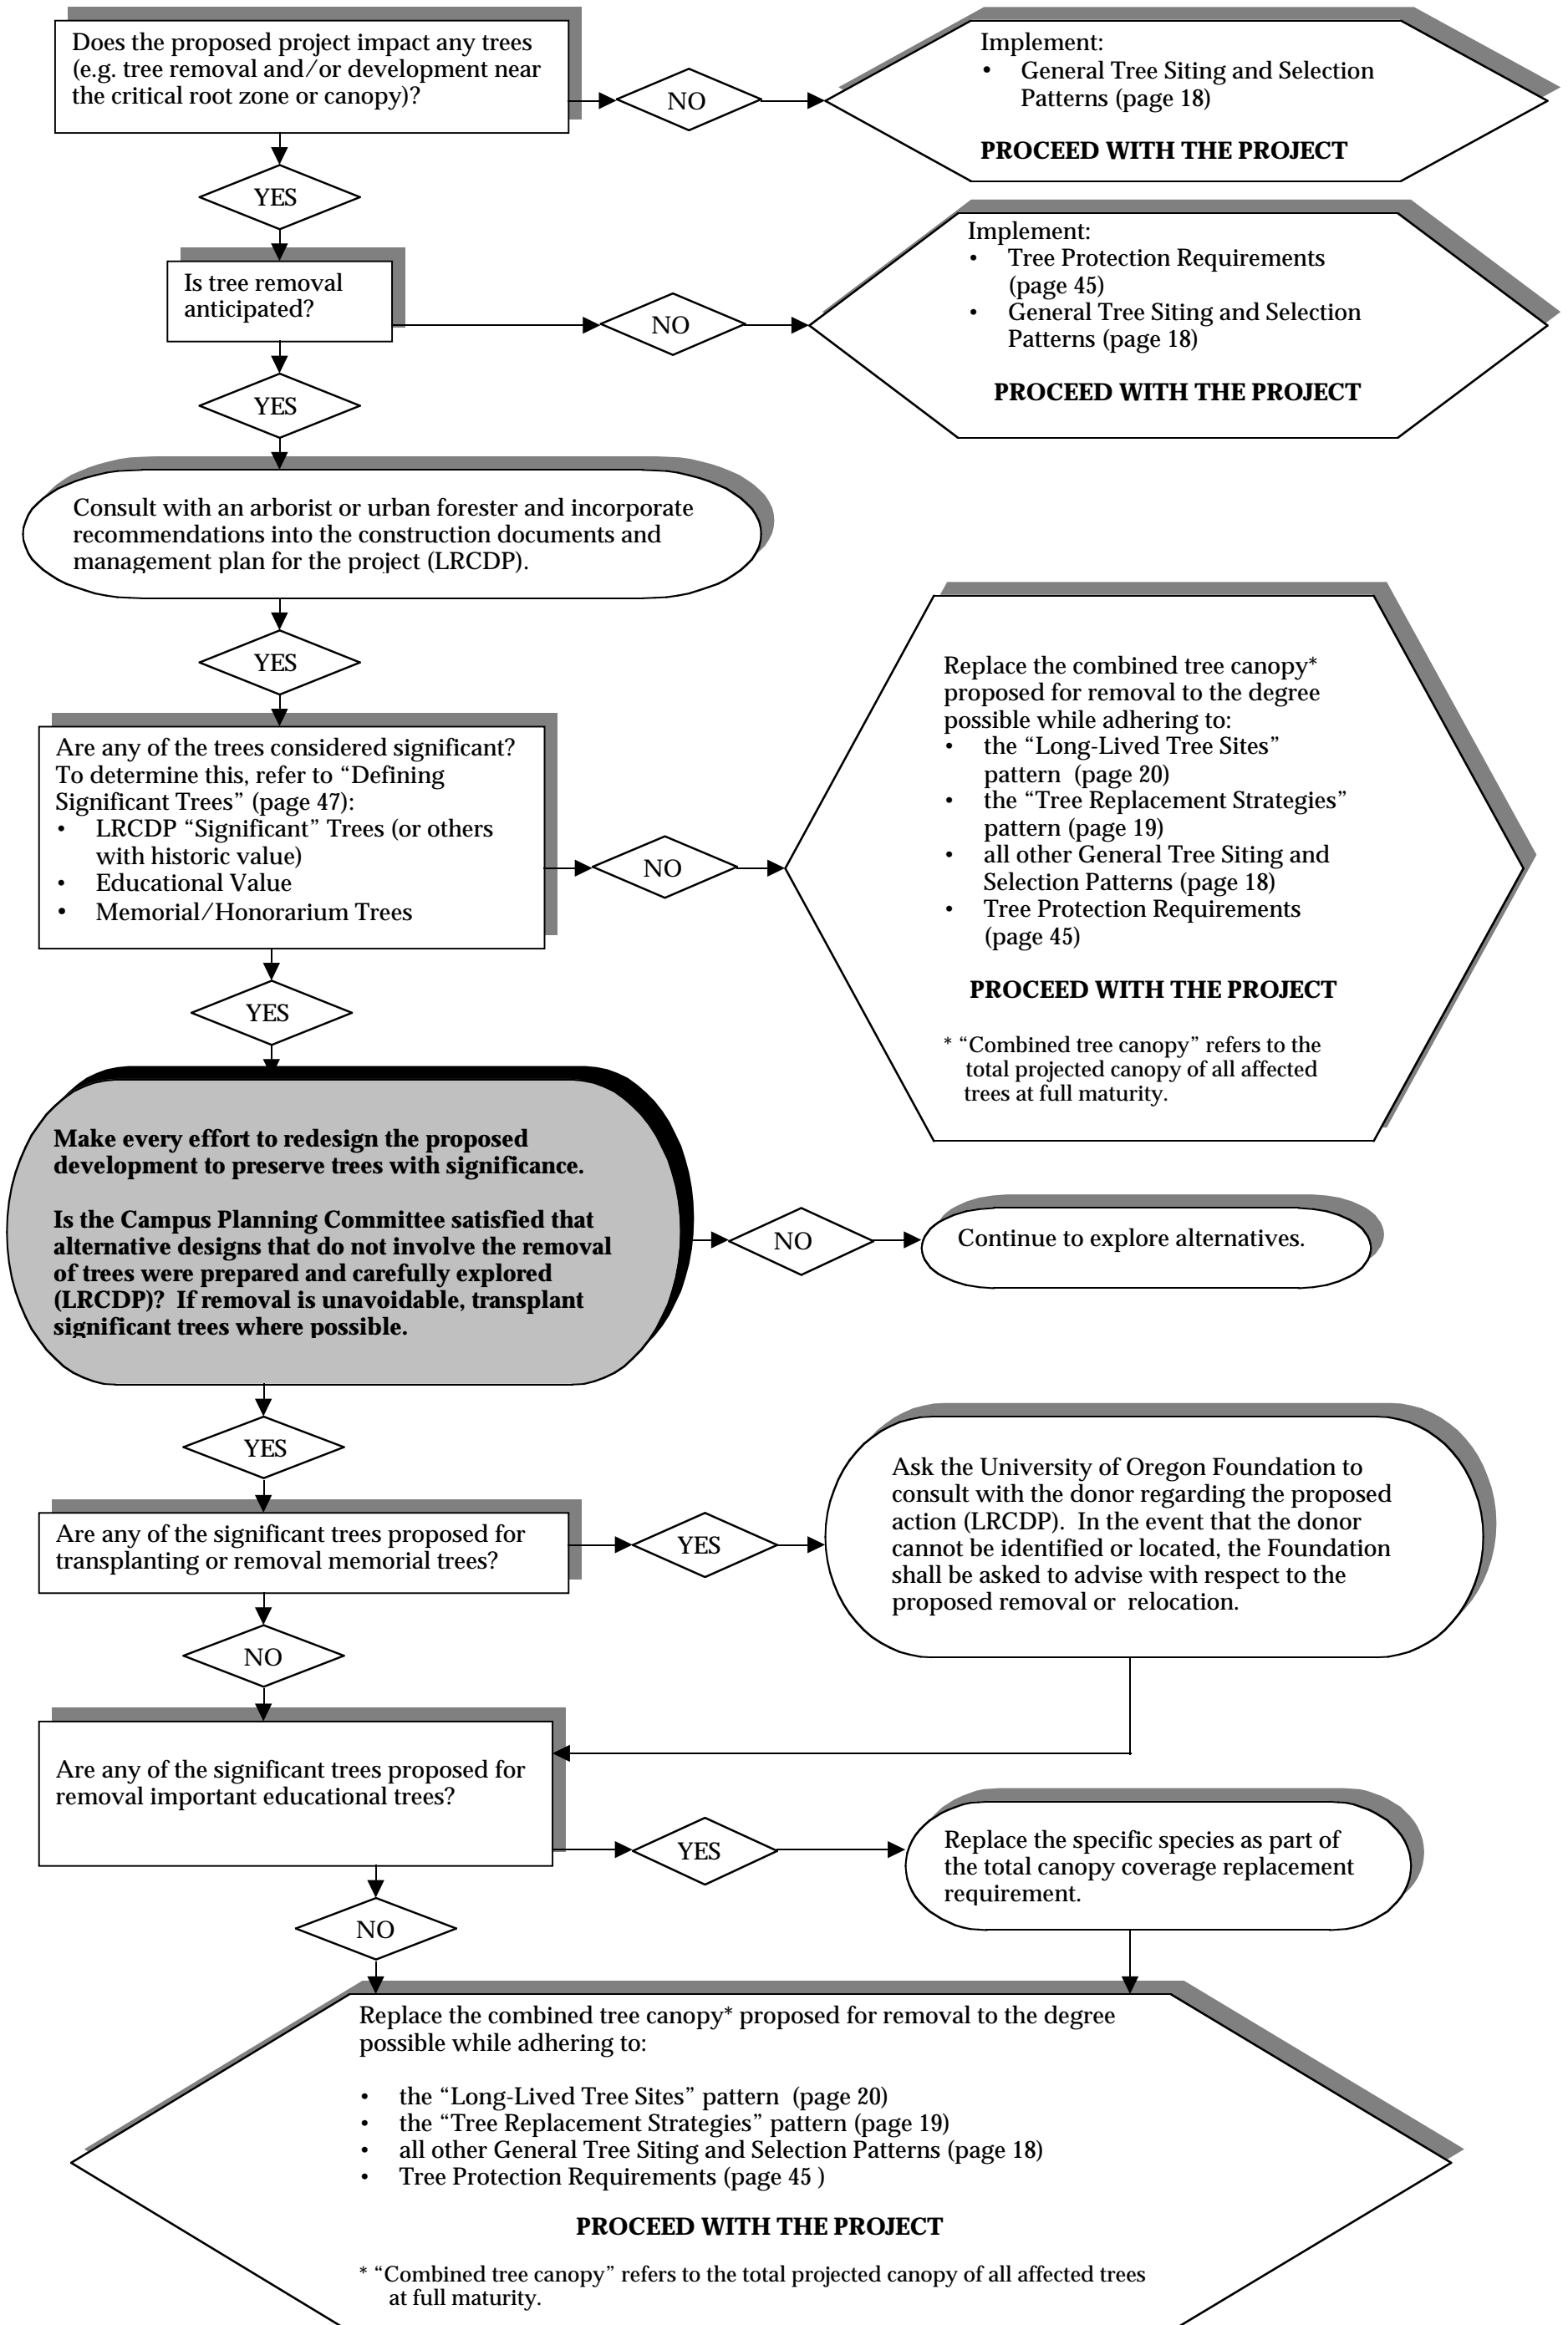 Does the proposed project impact any trees
(e.g. tree removal and/or development near
the critical root zone or canopy)?
NO
Implement:
• General Tree Siting and Selection
Patterns (page 18)
PROCEED WITH THE PROJECT
YES
Is tree removal
anticipated?
NO
Implement:
• Tree Protection Requirements
(page 45)
• General Tree Siting and Selection
Patterns (page 18)
PROCEED WITH THE PROJECT
YES
Consult with an arborist or urban forester and incorporate
recommendations into the construction documents and
management plan for the project (LRCDP).
YES
Are any of the trees considered significant?
To determine this, refer to “Defining
Significant Trees” (page 47):
• LRCDP “Significant” Trees (or others
with historic value)
• Educational Value
• Memorial/Honorarium Trees
NO
Replace the combined tree canopy*
proposed for removal to the degree
possible while adhering to:
• the “Long-Lived Tree Sites”
pattern (page 20)
• the “Tree Replacement Strategies”
pattern (page 19)
• all other General Tree Siting and
Selection Patterns (page 18)
• Tree Protection Requirements
(page 45)
PROCEED WITH THE PROJECT
* “Combined tree canopy” refers to the
total projected canopy of all affected
trees at full maturity.
YES
Make every effort to redesign the proposed
development to preserve trees with significance.
Is the Campus Planning Committee satisfied that
alternative designs that do not involve the removal
of trees were prepared and carefully explored
(LRCDP)? If removal is unavoidable, transplant
significant trees where possible.
NO
Continue to explore alternatives.
YES
Are any of the significant trees proposed for
transplanting or removal memorial trees?
YES
Ask the University of Oregon Foundation to
consult with the donor regarding the proposed
action (LRCDP). In the event that the donor
cannot be identified or located, the Foundation
shall be asked to advise with respect to the
proposed removal or relocation.
NO
Are any of the significant trees proposed for
removal important educational trees?
YES
Replace the specific species as part of
the total canopy coverage replacement
requirement.
NO
Replace the combined tree canopy* proposed for removal to the degree
possible while adhering to:
• the “Long-Lived Tree Sites” pattern (page 20)
• the “Tree Replacement Strategies” pattern (page 19)
• all other General Tree Siting and Selection Patterns (page 18)
• Tree Protection Requirements (page 45 )
PROCEED WITH THE PROJECT
* “Combined tree canopy” refers to the total projected canopy of all affected trees
at full maturity.